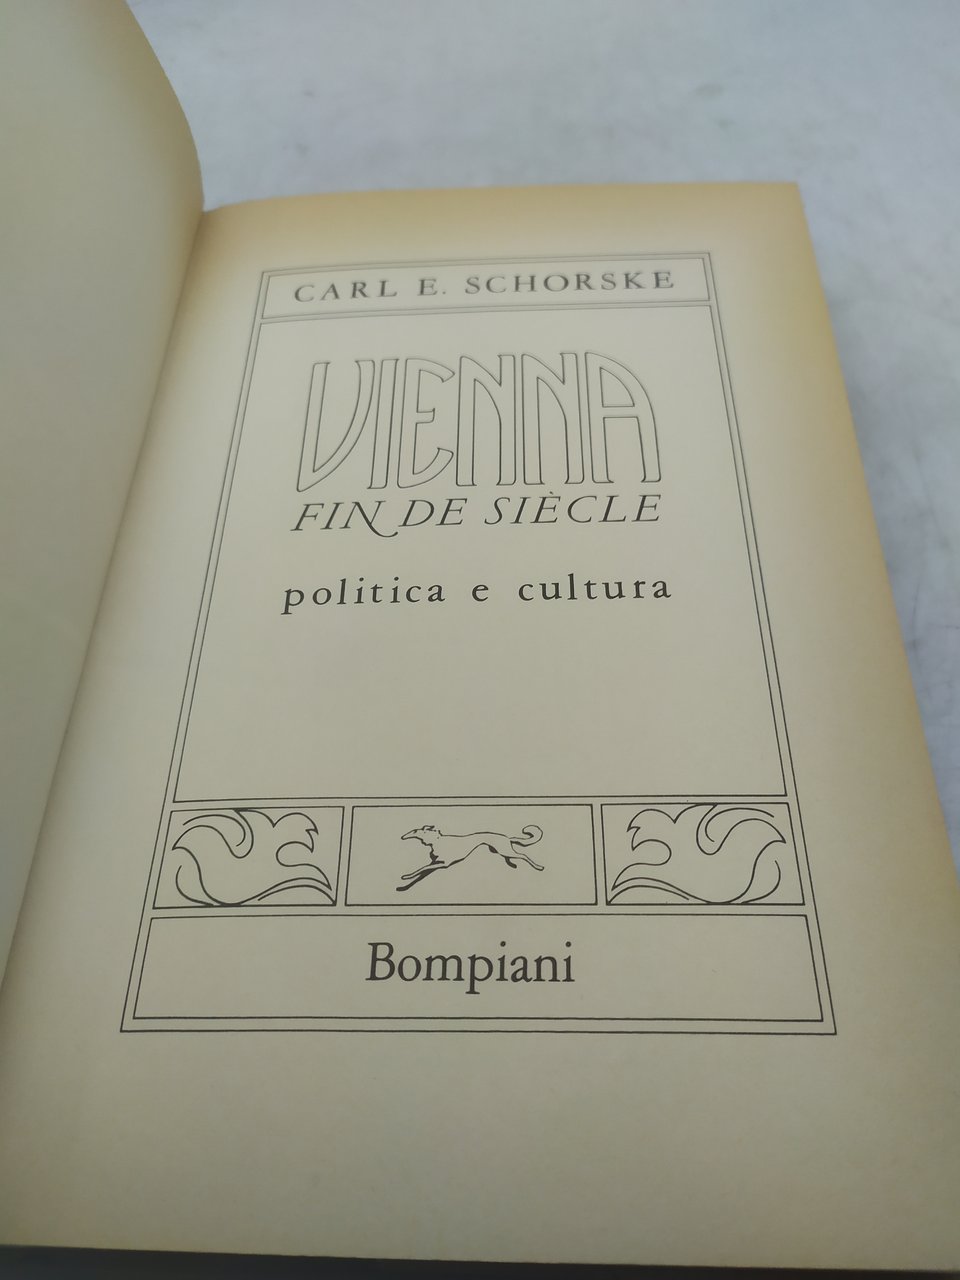 CARL E. SCHORSKE
VIENNA
FIN DE SIÈCLE
politica e cultura
Bompiani